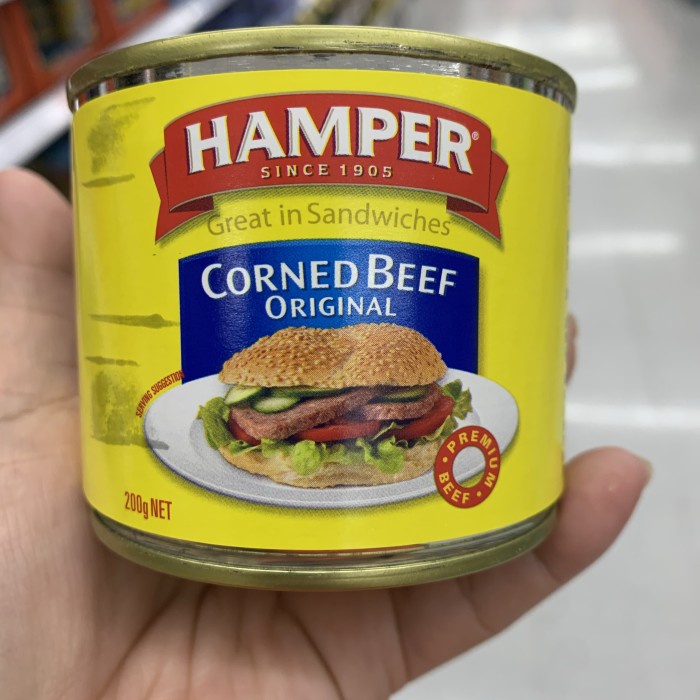 HAMPER®
SINCE 1905
Great in Sandwiches
CORNED BEEF
ORIGINAL
SERVING SUGGESTION
PREMIUM
BEEF
200g NET